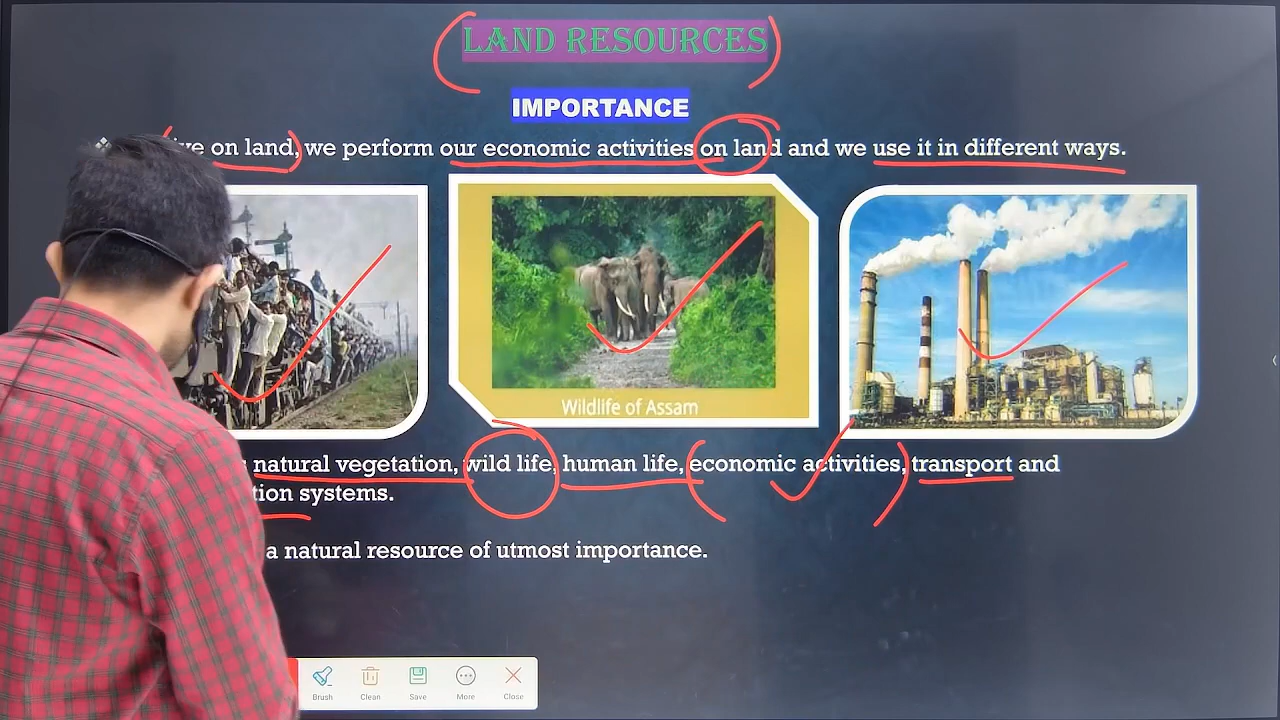 LAND RESOURCES
IMPORTANCE
on land, we perform our economic activities on land and we use it in different ways.
Wildlife of Assam
natural vegetation, wild life, human life, economic activities, transport and
systems.
a natural resource of utmost importance.
Brush Clean Save More Close